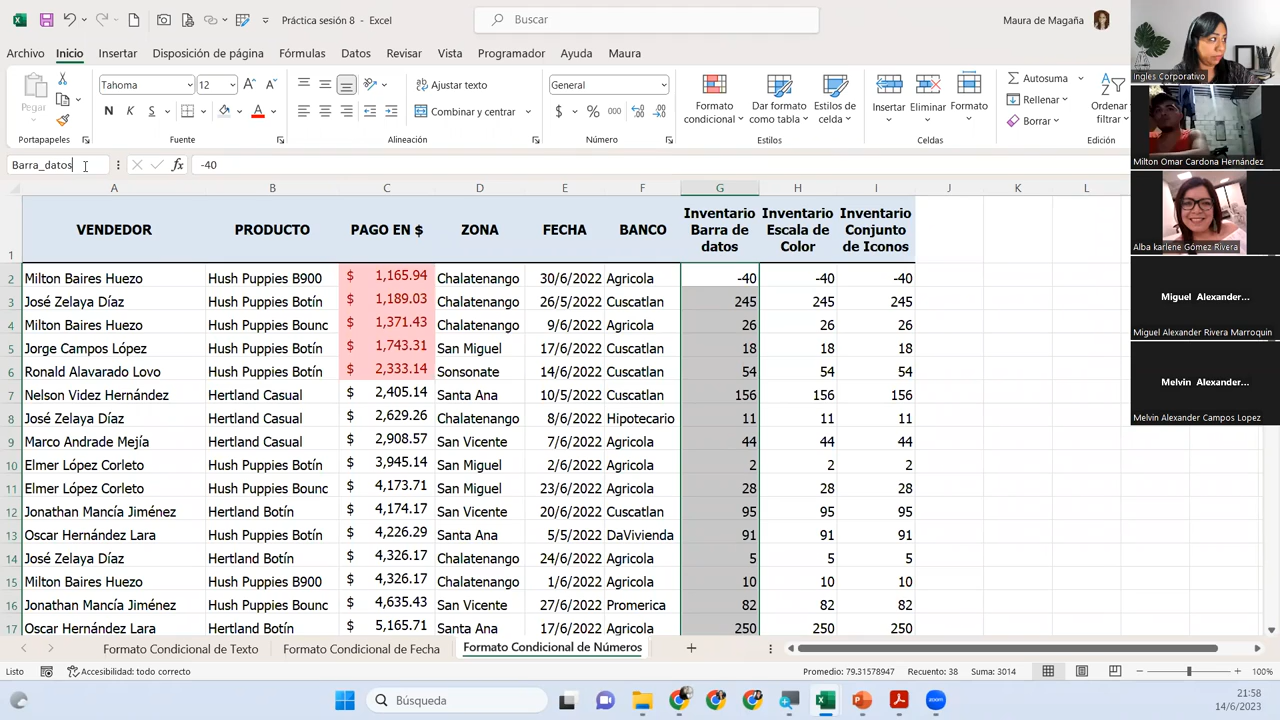 Práctica sesión 8 - Excel
Buscar
Maura de Magaña
Archivo Inicio Insertar Disposición de página Fórmulas Datos Revisar Vista Programador Ayuda Maura
Pegar
Tahoma 12
Ajustar texto
Combinar y centrar
General
$ % 000
Formato condicional
Dar formato como tabla
Estilos de celda
Insertar Eliminar Formato
Autosuma
Rellenar
Borrar
Ordenar
filtrar
Portapapeles Fuente Alineación Número Estilos Celdas
Barra_datos fx -40
A B C D E F G H I J K L
1 VENDEDOR PRODUCTO PAGO EN $ ZONA FECHA BANCO Inventario Barra de datos Inventario Escala de Color Inventario Conjunto de Iconos
2 Milton Baires Huezo Hush Puppies B900 $ 1,165.94 Chalatenango 30/6/2022 Agricola -40 -40 -40
3 José Zelaya Díaz Hush Puppies Botín $ 1,189.03 Chalatenango 26/5/2022 Cuscatlan 245 245 245
4 Milton Baires Huezo Hush Puppies Bounc $ 1,371.43 Chalatenango 9/6/2022 Agricola 26 26 26
5 Jorge Campos López Hush Puppies Botín $ 1,743.31 San Miguel 17/6/2022 Cuscatlan 18 18 18
6 Ronald Alavarado Lovo Hush Puppies Botín $ 2,333.14 Sonsonate 14/6/2022 Cuscatlan 54 54 54
7 Nelson Videz Hernández Hertland Casual $ 2,405.14 Santa Ana 10/5/2022 Cuscatlan 156 156 156
8 José Zelaya Díaz Hertland Casual $ 2,629.26 Chalatenango 8/6/2022 Hipotecario 11 11 11
9 Marco Andrade Mejía Hertland Casual $ 2,908.57 San Vicente 7/6/2022 Agricola 44 44 44
10 Elmer López Corleto Hush Puppies Botín $ 3,945.14 San Miguel 2/6/2022 Agricola 2 2 2
11 Elmer López Corleto Hush Puppies Bounc $ 4,173.71 San Miguel 23/6/2022 Agricola 28 28 28
12 Jonathan Mancía Jiménez Hertland Botín $ 4,174.17 San Vicente 20/6/2022 Cuscatlan 95 95 95
13 Oscar Hernández Lara Hush Puppies Botín $ 4,226.29 Santa Ana 5/5/2022 DaVivienda 91 91 91
14 José Zelaya Díaz Hertland Botín $ 4,326.17 Chalatenango 24/6/2022 Agricola 5 5 5
15 Milton Baires Huezo Hush Puppies B900 $ 4,326.17 Chalatenango 1/6/2022 Agricola 10 10 10
16 Jonathan Mancía Jiménez Hush Puppies Bounc $ 4,635.43 San Vicente 27/6/2022 Promerica 82 82 82
17 Oscar Hernández Lara Hertland Botín $ 5,165.71 Santa Ana 17/6/2022 Agricola 250 250 250
Formato Condicional de Texto Formato Condicional de Fecha Formato Condicional de Números
Listo Accesibilidad: todo correcto Promedio: 79.31578947 Recuento: 38 Suma: 3014 100%
Búsqueda
21:58
14/6/2023
Ingles Corporativo
Milton Omar Cardona Hernández
Alba karlene Gómez Rivera
Miguel Alexander...
Miguel Alexander Rivera Marroquin
Melvin Alexander...
Melvin Alexander Campos Lopez